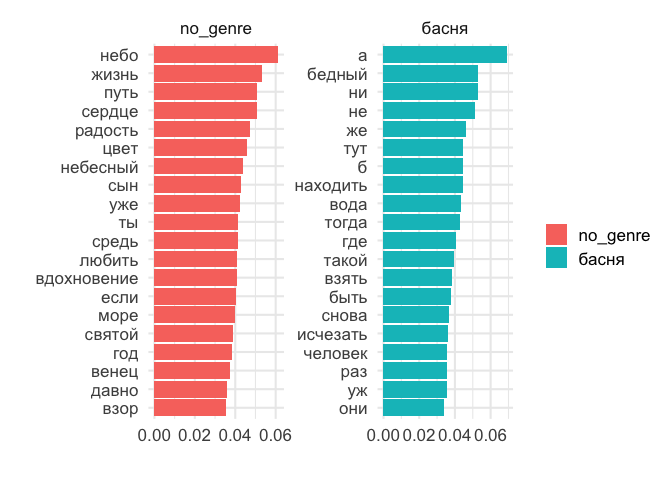 no_genre
небо
жизнь
путь
сердце
радость
цвет
небесный
сын
уже
ты
средь
любить
вдохновение
если
море
святой
год
венец
давно
взор
0.00 0.02 0.04 0.06
басня
а
бедный
ни
не
же
тут
б
находить
вода
тогда
где
такой
взять
быть
снова
исчезать
человек
раз
уж
они
0.00 0.02 0.04 0.06
no_genre
басня